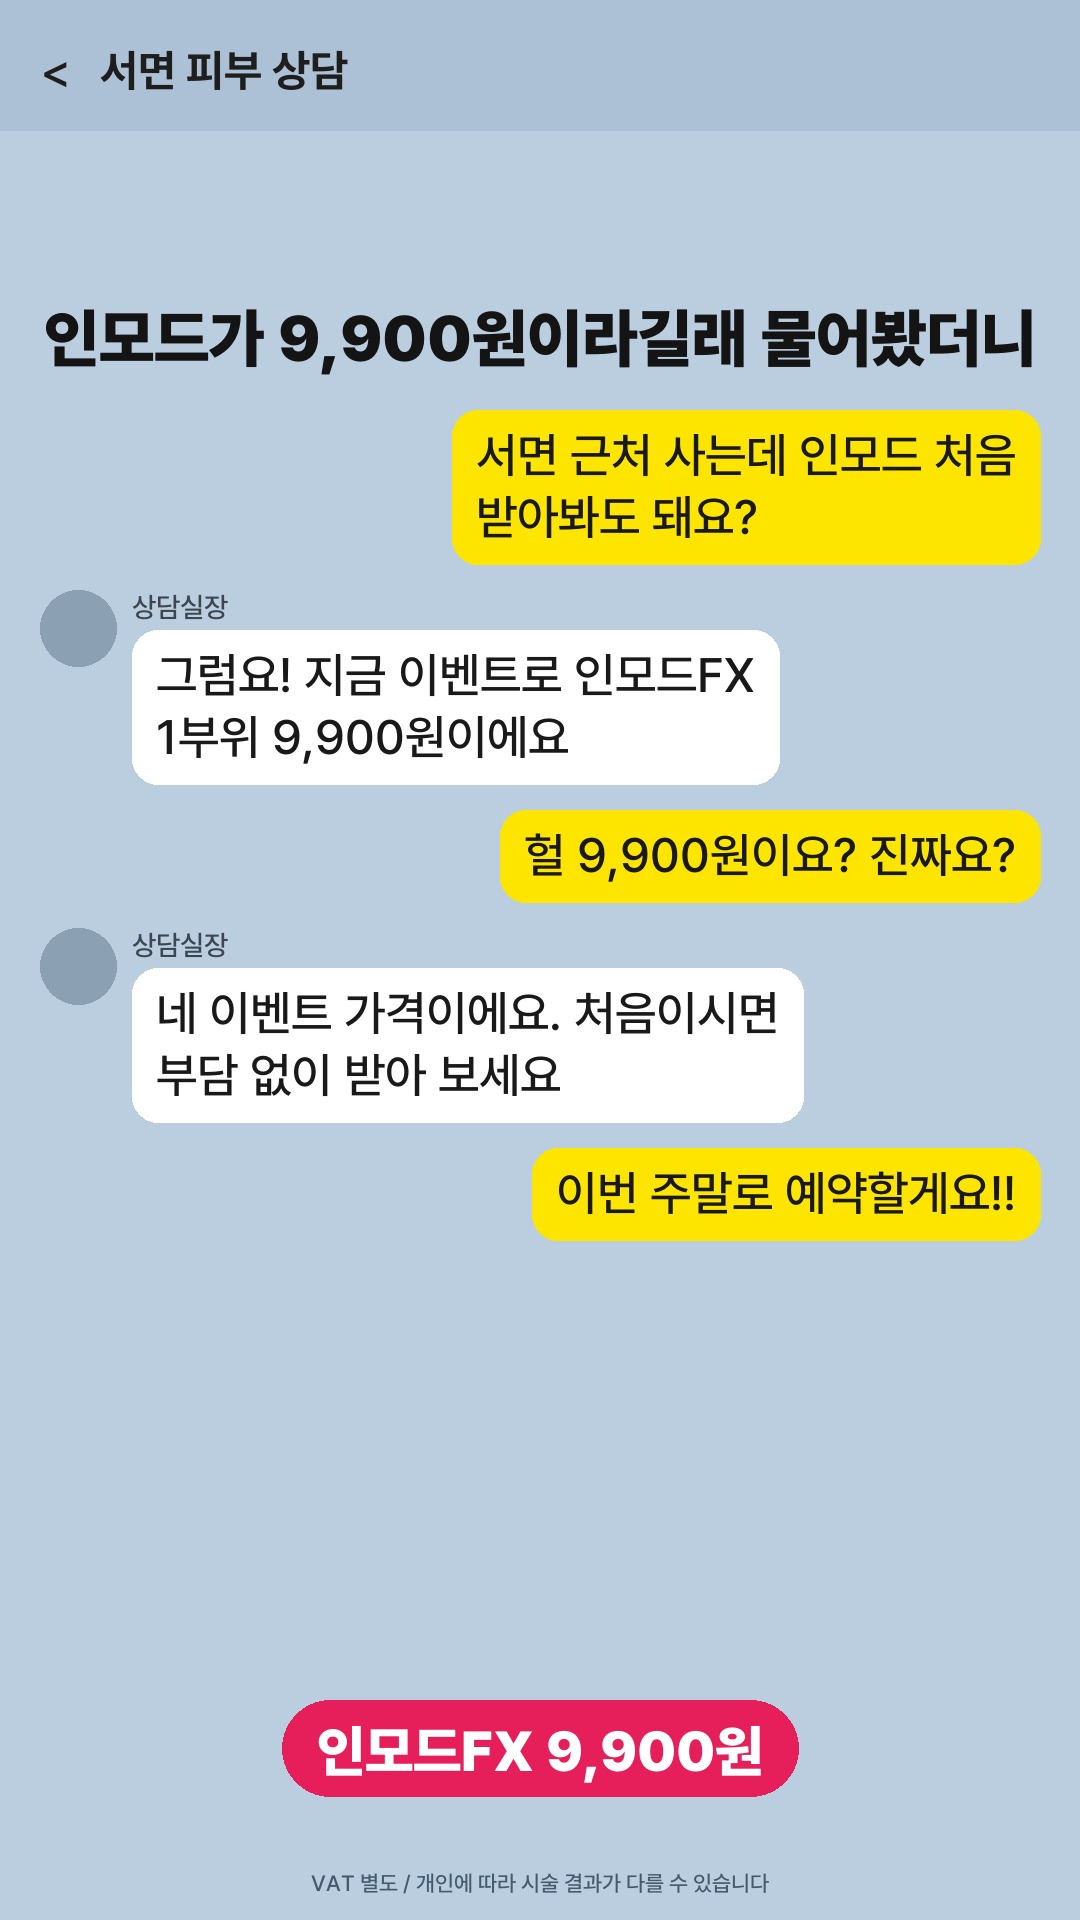 < 서면 피부 상담
인모드가 9,900원이라길래 물어봤더니
서면 근처 사는데 인모드 처음
받아봐도 돼요?
상담실장
그럼요! 지금 이벤트로 인모드FX
1부위 9,900원이에요
헐 9,900원이요? 진짜요?
상담실장
네 이벤트 가격이에요. 처음이시면
부담 없이 받아 보세요
이번 주말로 예약할게요!!
인모드FX 9,900원
VAT 별도 / 개인에 따라 시술 결과가 다를 수 있습니다